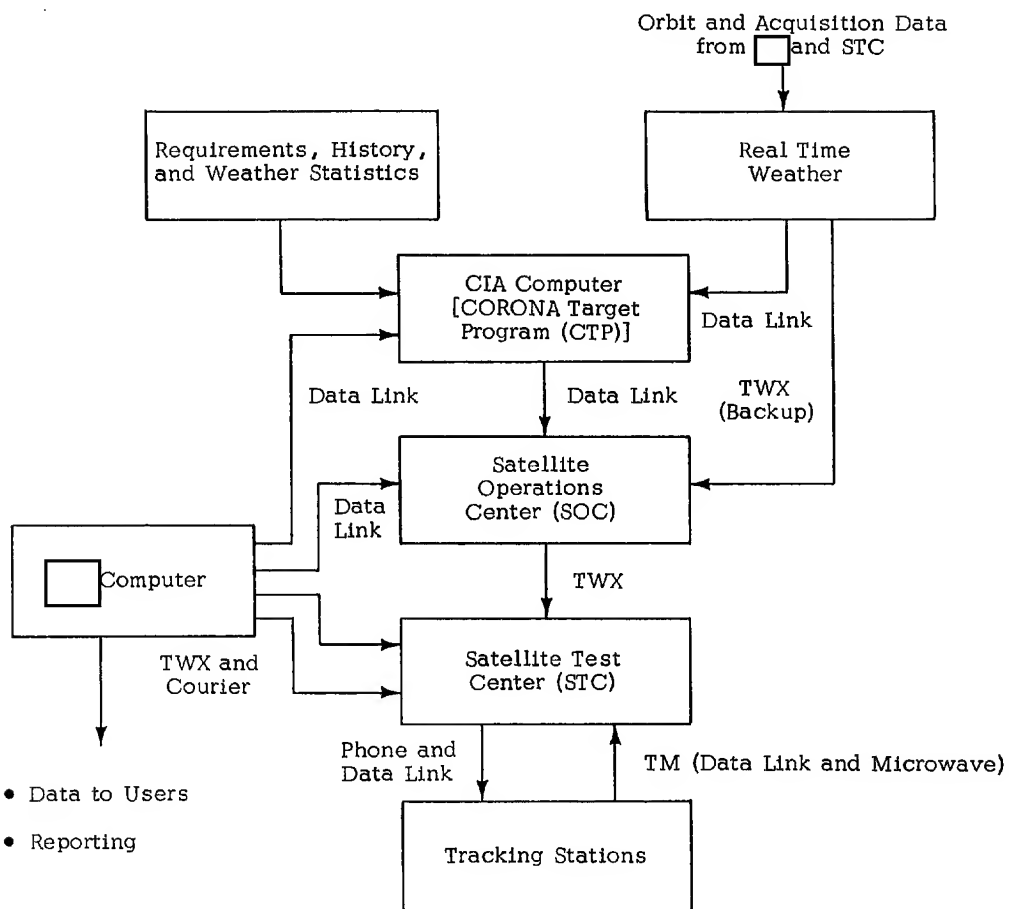 Orbit and Acquisition Data
from and STC
Requirements, History,
and Weather Statistics
Real Time
Weather
CIA Computer
[CORONA Target
Program (CTP)]
Data Link
Data Link
Data Link
TWX
(Backup)
Satellite
Operations
Center (SOC)
Data
Link
Computer
TWX
TWX and
Courier
Satellite Test
Center (STC)
Phone and
Data Link
TM (Data Link and Microwave)
• Data to Users
• Reporting
Tracking Stations